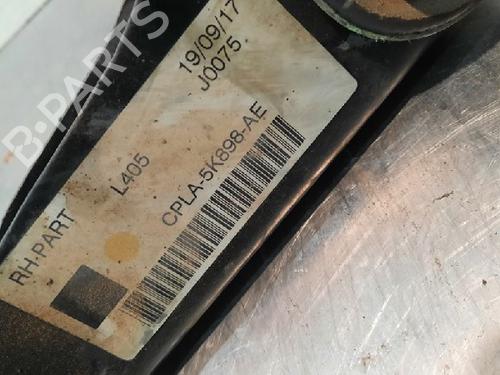 B-PARTS
19/09/17
J0075
L405
CPLA-5K898-AE
RH-PART